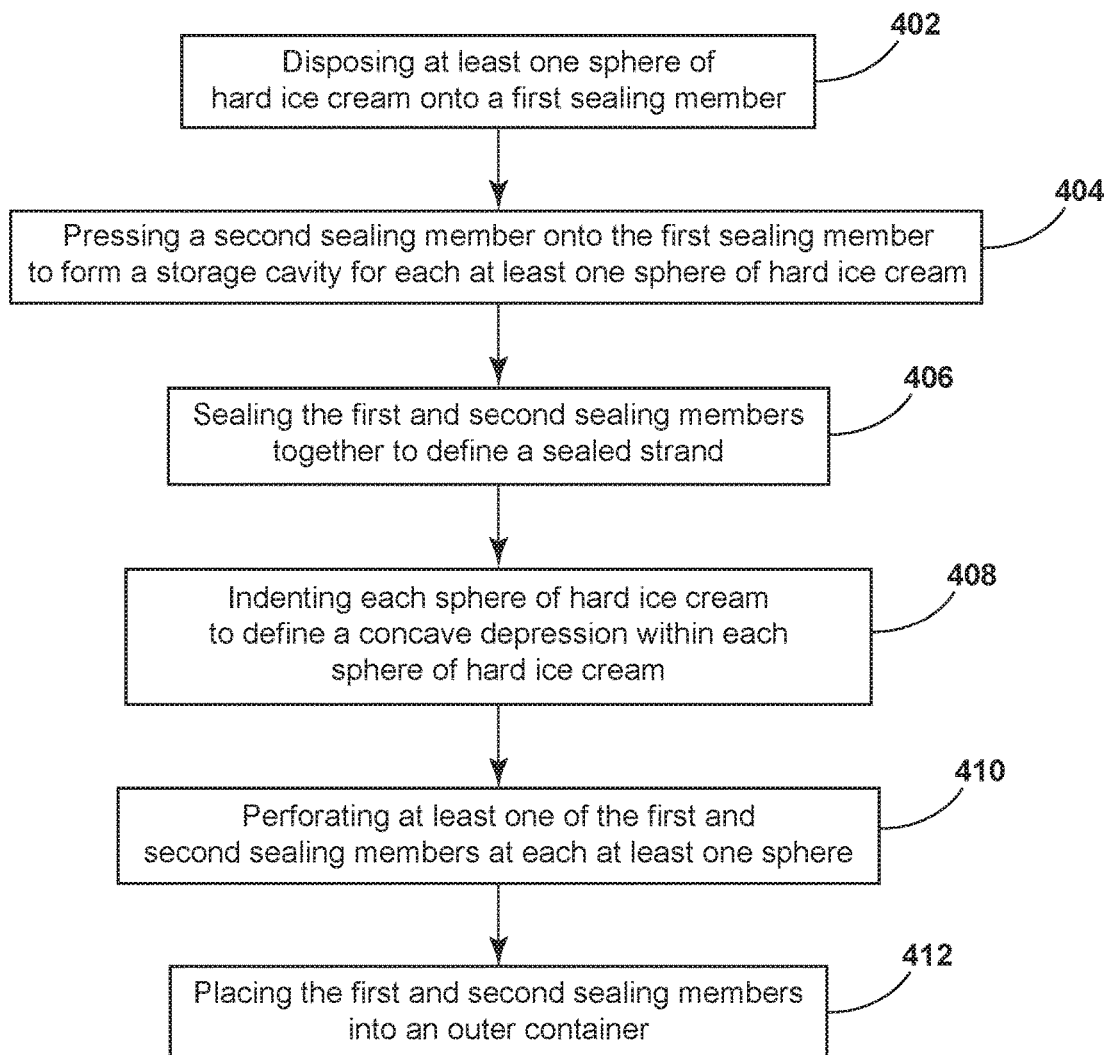 402
Disposing at least one sphere of
hard ice cream onto a first sealing member
404
Pressing a second sealing member onto the first sealing member
to form a storage cavity for each at least one sphere of hard ice cream
406
Sealing the first and second sealing members
together to define a sealed strand
408
Indenting each sphere of hard ice cream
to define a concave depression within each
sphere of hard ice cream
410
Perforating at least one of the first and
second sealing members at each at least one sphere
412
Placing the first and second sealing members
into an outer container